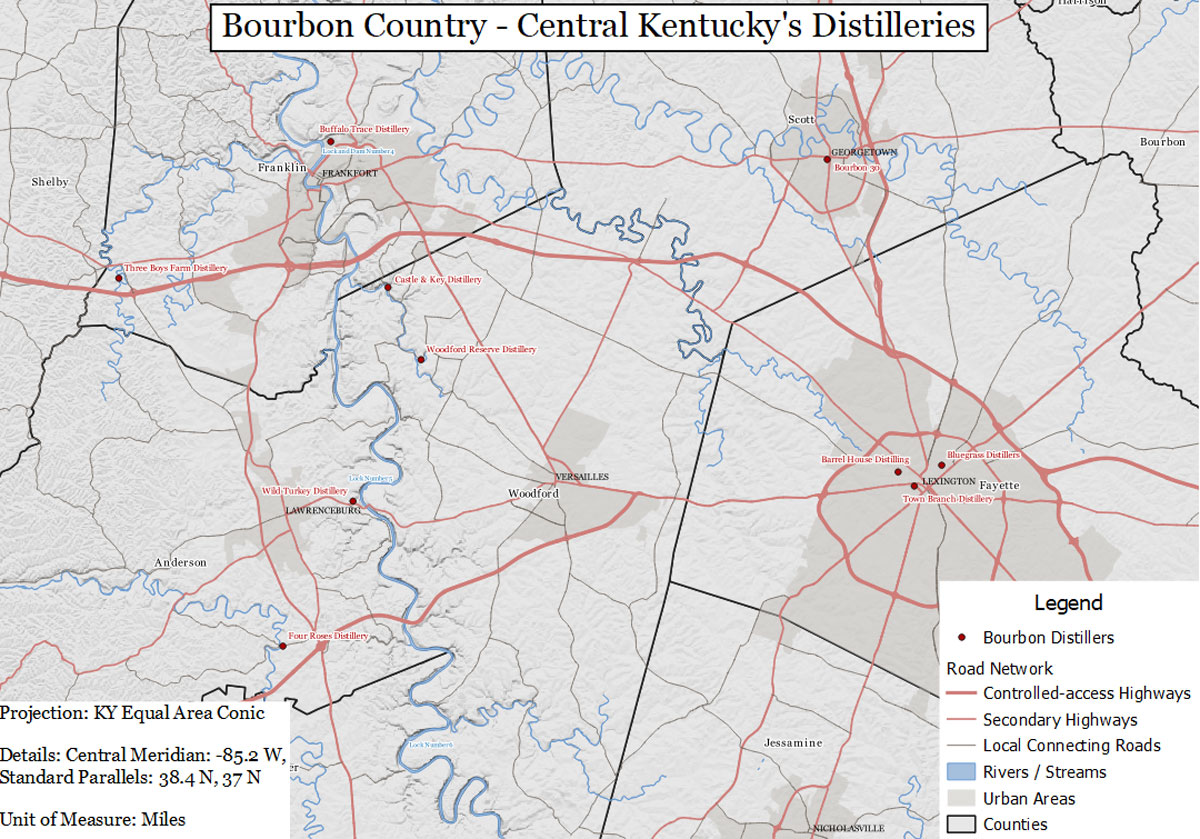 Bourbon Country - Central Kentucky's Distilleries
Harrison
Scott
Buffalo Trace Distillery
Bourbon
Lock and Dam Number 4
GEORGETOWN
Franklin
Bourbon 30
FRANKFORT
Shelby
Three Boys Farm Distillery
Castle & Key Distillery
Woodford Reserve Distillery
Bluegrass Distillers
Barrel House Distilling
VERSAILLES
Lock Number 5
LEXINGTON
Fayette
Wild Turkey Distillery
Woodford
Town Branch Distillery
LAWRENCEBURG
Anderson
Four Roses Distillery
Lock Number 6
Jessamine
er
NICHOLASVILLE
Projection: KY Equal Area Conic
Details: Central Meridian: -85.2 W,
Standard Parallels: 38.4 N, 37 N
Unit of Measure: Miles
Legend
Bourbon Distillers
Road Network
Controlled-access Highways
Secondary Highways
Local Connecting Roads
Rivers / Streams
Urban Areas
Counties